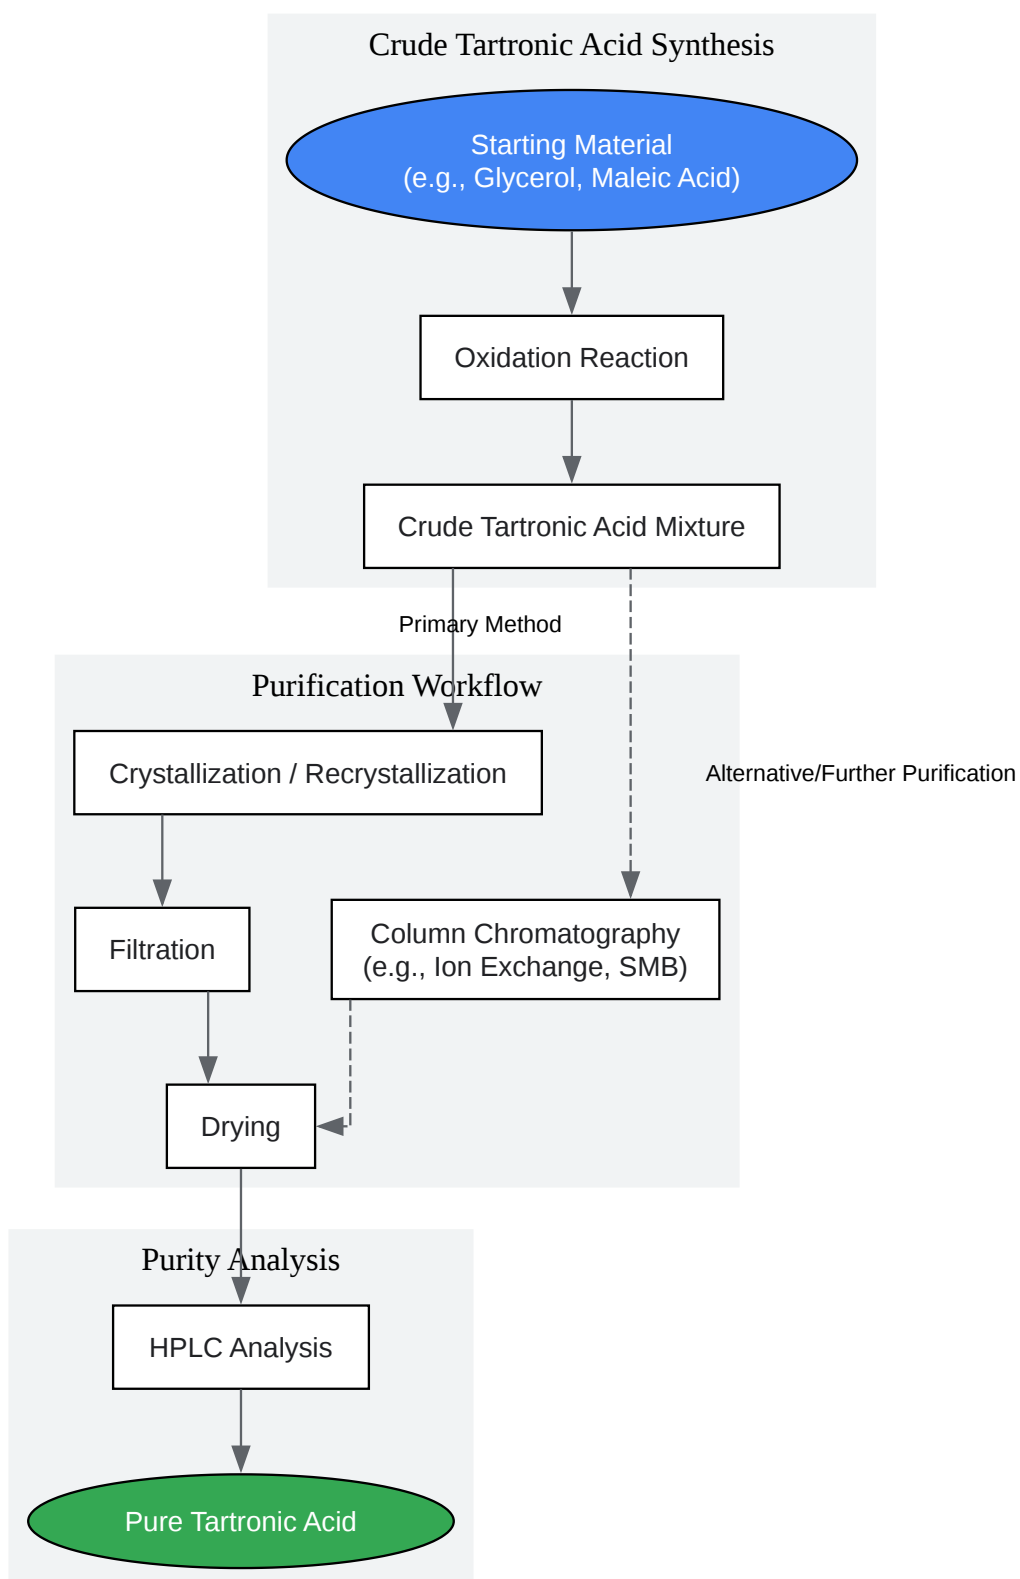 Crude Tartronic Acid Synthesis
Starting Material
(e.g., Glycerol, Maleic Acid)
Oxidation Reaction
Crude Tartronic Acid Mixture
Primary Method
Purification Workflow
Crystallization / Recrystallization
Alternative/Further Purification
Filtration
Column Chromatography
(e.g., Ion Exchange, SMB)
Drying
Purity Analysis
HPLC Analysis
Pure Tartronic Acid